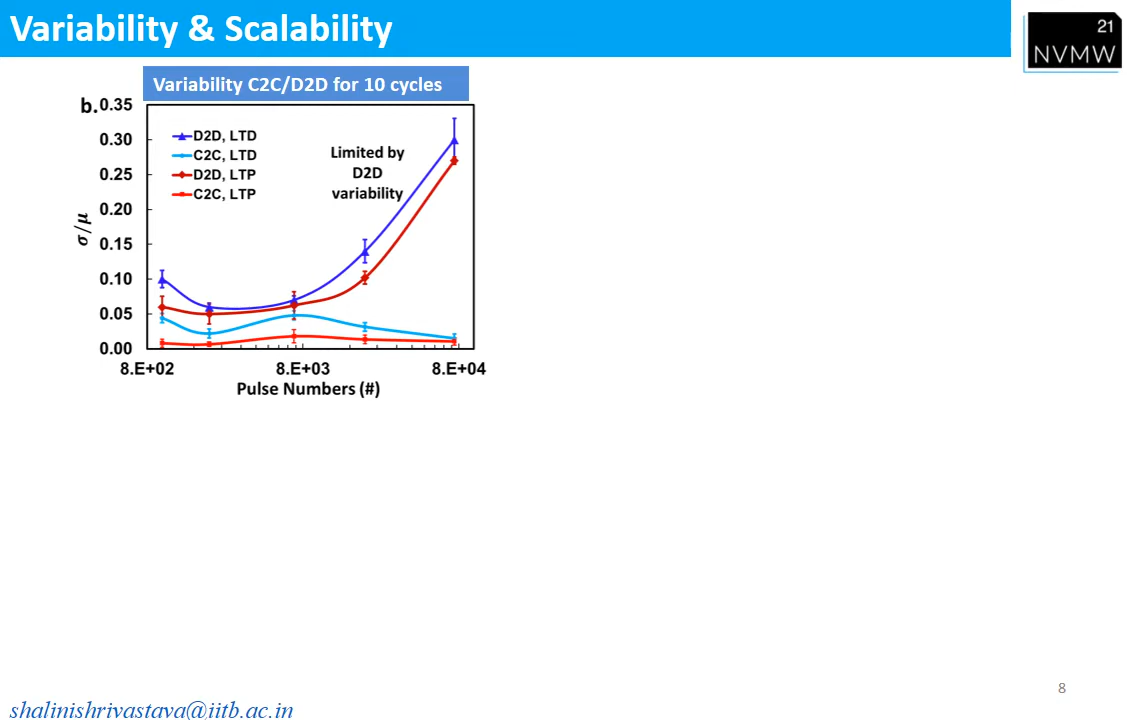 Variability & Scalability
21
NVMW
Variability C2C/D2D for 10 cycles
b.
0.35
0.30
0.25
0.20
0.15
0.10
0.05
0.00
σ/μ
D2D, LTD
C2C, LTD
D2D, LTP
C2C, LTP
Limited by
D2D
variability
8.E+02
8.E+03
8.E+04
Pulse Numbers (#)
8
shalinishrivastava@iitb.ac.in